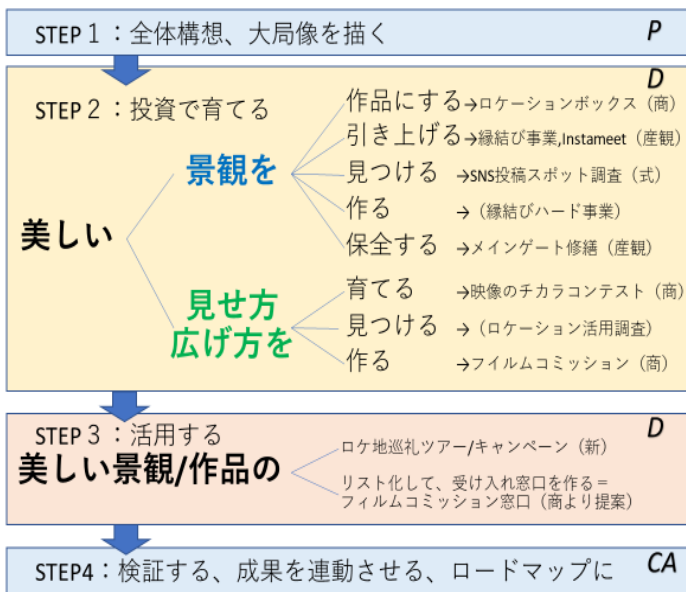 STEP 1:全体構想、大局像を描く P
D
STEP 2:投資で育てる
美しい
景観を
作品にする→ロケーションボックス(商)
引き上げる→縁結び事業,Instameet(産観)
見つける →SNS投稿スポット調査(式)
作る →(縁結びハード事業)
保全する →メインゲート修繕(産観)
見せ方
広げ方を
育てる →映像のチカラコンテスト(商)
見つける →(ロケーション活用調査)
作る →フイルムコミッション(商)
STEP 3:活用する D
美しい景観/作品の
ロケ地巡礼ツアー/キャンペーン(新)
リスト化して、受け入れ窓口を作る=
フィルムコミッション窓口(商より提案)
STEP4:検証する、成果を連動させる、ロードマップに CA